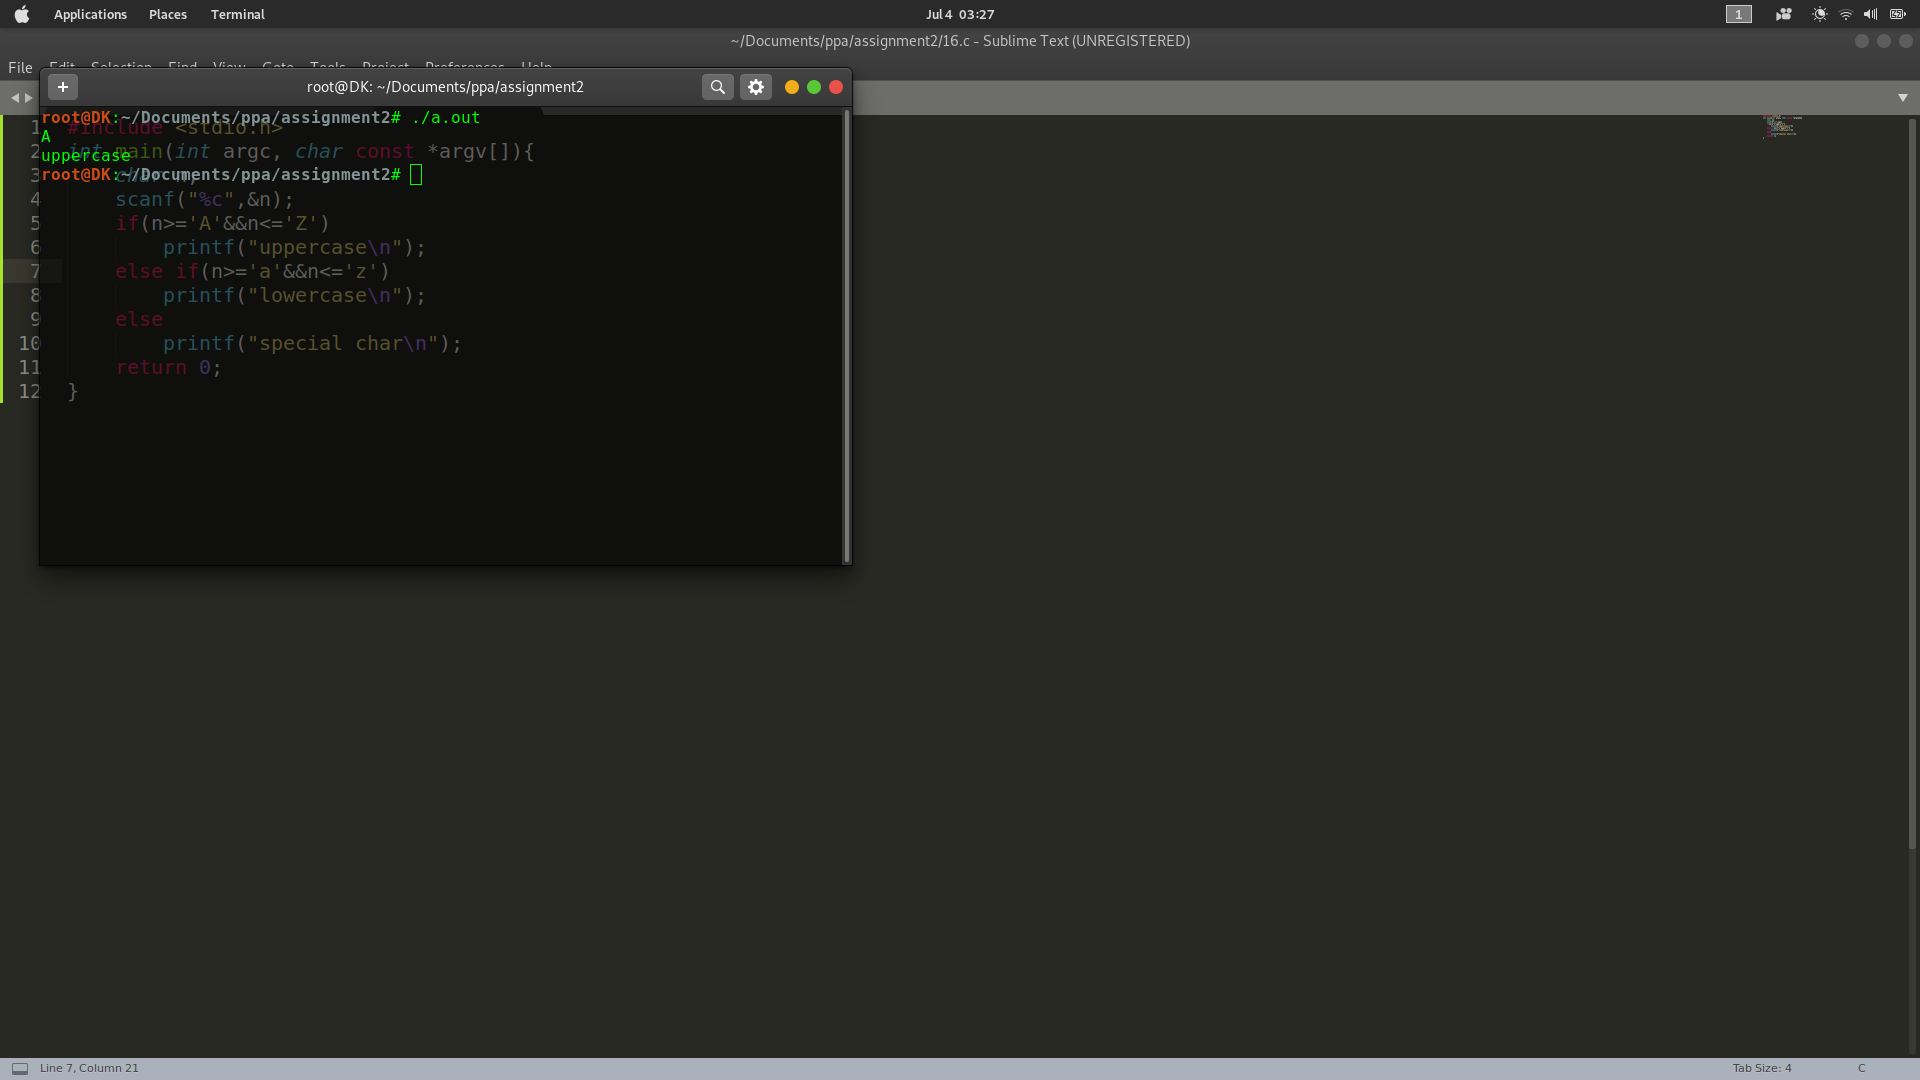 Applications Places Terminal Jul 4 03:27 1
~/Documents/ppa/assignment2/16.c - Sublime Text (UNREGISTERED)
File Edit Selection Find View Goto Tools Project Preferences Help
root@DK: ~/Documents/ppa/assignment2
root@DK:~/Documents/ppa/assignment2# ./a.out
A
uppercase
root@DK:~/Documents/ppa/assignment2#
1 #include <stdio.h>
2 int main(int argc, char const *argv[]){
3 char n;
4 scanf("%c",&n);
5 if(n>='A'&&n<='Z')
6 printf("uppercase\n");
7 else if(n>='a'&&n<='z')
8 printf("lowercase\n");
9 else
10 printf("special char\n");
11 return 0;
12 }
Line 7, Column 21 Tab Size: 4 C